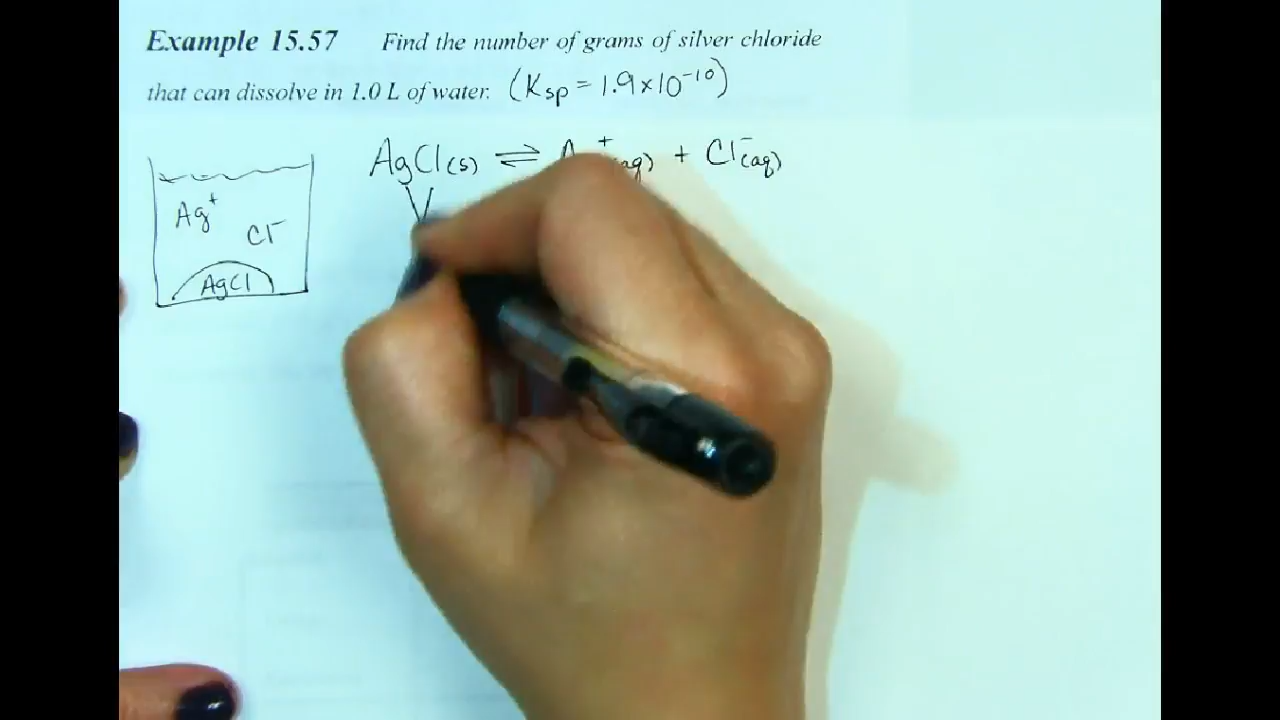 Example 15.57 Find the number of grams of silver chloride
that can dissolve in 1.0 L of water. (Ksp = 1.9×10⁻¹⁰)
AgCl(s) ⇌ ⁺(aq) + Cl⁻(aq)
Ag⁺
Cl⁻
AgCl